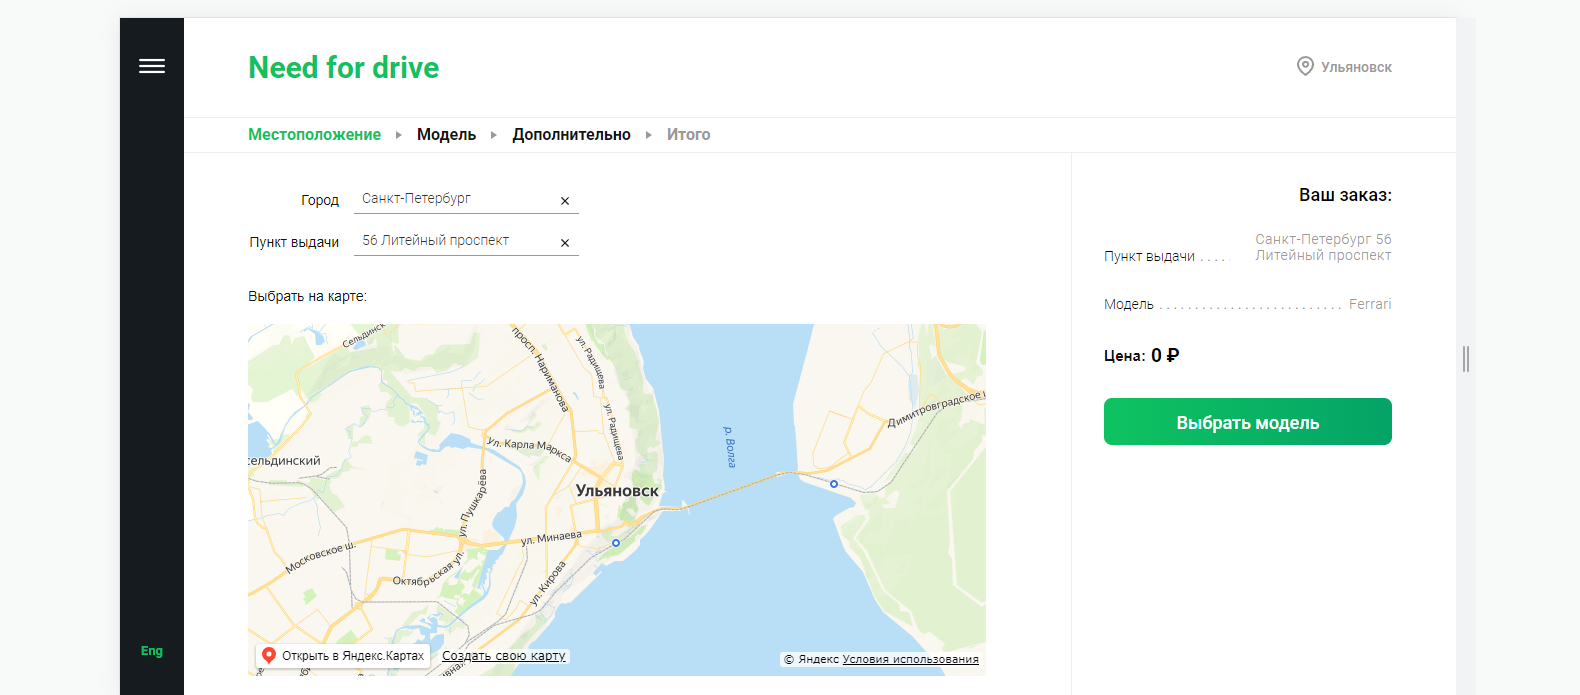 Need for drive
Ульяновск
Местоположение
Модель
Дополнительно
Итого
Город
Санкт-Петербург
Пункт выдачи
56 Литейный проспект
Выбрать на карте:
Сельдинск
просп. Нариманова
ул. Радищева
ул. Радищева
Димитровградское ш
р. Волга
ул. Карла Маркса
сельдинский
ул. Пушкарёва
Ульяновск
ул. Минаева
Московское ш.
Октябрьская ул.
ул. Кирова
Открыть в Яндекс.Картах
Создать свою карту
© Яндекс Условия использования
Ваш заказ:
Пункт выдачи . . . . .
Санкт-Петербург 56
Литейный проспект
Модель . . . . . . . . . . . . . . . . . . . . . . . . . . Ferrari
Цена: 0 ₽
Выбрать модель
Eng